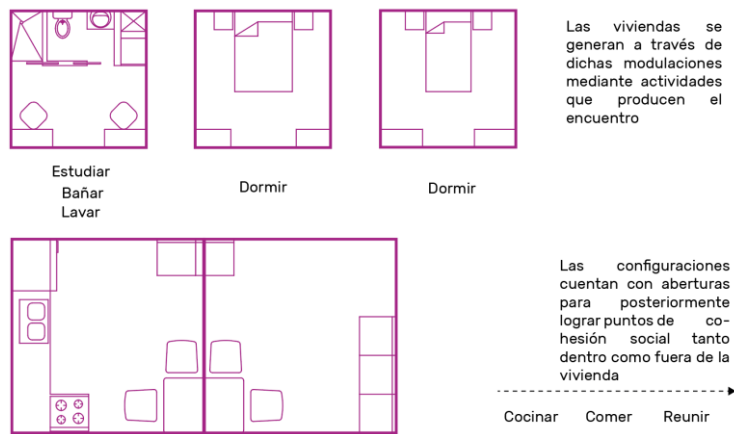 Las viviendas se
generan a través de
dichas modulaciones
mediante actividades
que producen el
encuentro
Estudiar
Bañar
Lavar
Dormir
Dormir
Las configuraciones
cuentan con aberturas
para posteriormente
lograr puntos de co-
hesión social tanto
dentro como fuera de la
vivienda
Cocinar Comer Reunir